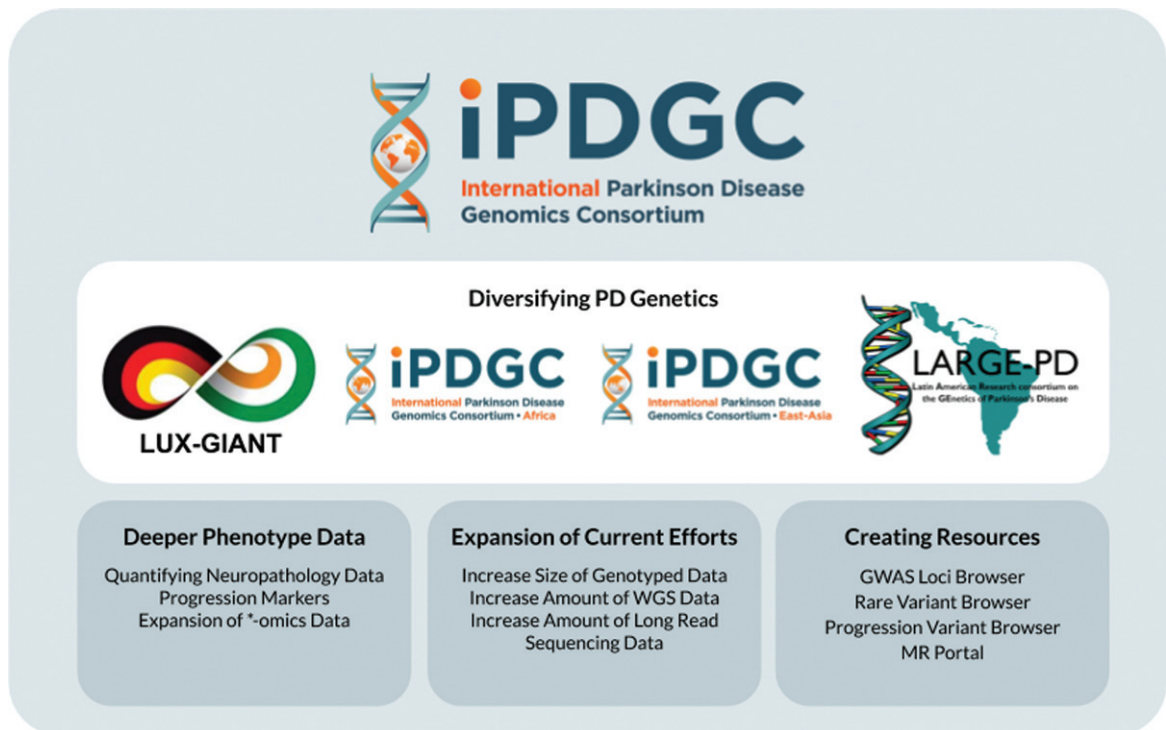 iPDGC
International Parkinson Disease
Genomics Consortium
Diversifying PD Genetics
LUX-GIANT
iPDGC
International Parkinson Disease
Genomics Consortium • Africa
iPDGC
International Parkinson Disease
Genomics Consortium • East-Asia
LARGE-PD
Latin American Research consortium on
the GEnetics of Parkinson's Disease
Deeper Phenotype Data
Quantifying Neuropathology Data
Progression Markers
Expansion of *-omics Data
Expansion of Current Efforts
Increase Size of Genotyped Data
Increase Amount of WGS Data
Increase Amount of Long Read
Sequencing Data
Creating Resources
GWAS Loci Browser
Rare Variant Browser
Progression Variant Browser
MR Portal